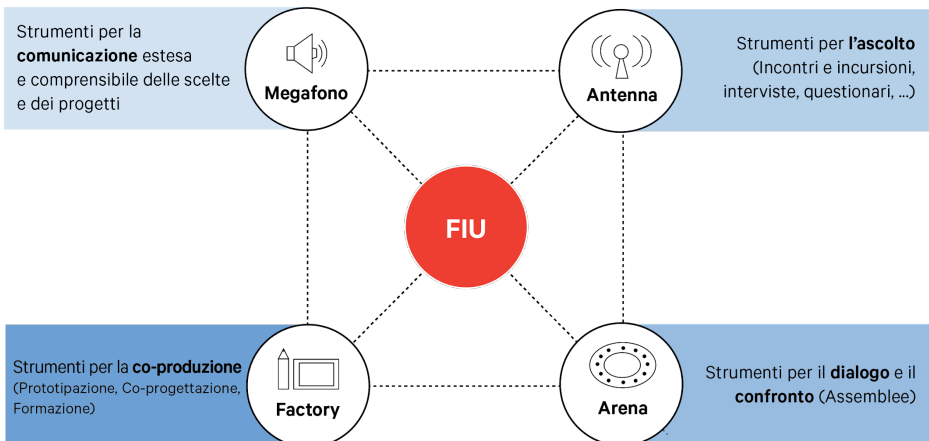 Strumenti per la
comunicazione estesa
e comprensibile delle scelte
e dei progetti
Megafono
Antenna
Strumenti per l’ascolto
(Incontri e incursioni,
interviste, questionari, ...)
FIU
Strumenti per la co-produzione
(Prototipazione, Co-progettazione,
Formazione)
Factory
Arena
Strumenti per il dialogo e il
confronto (Assemblee)